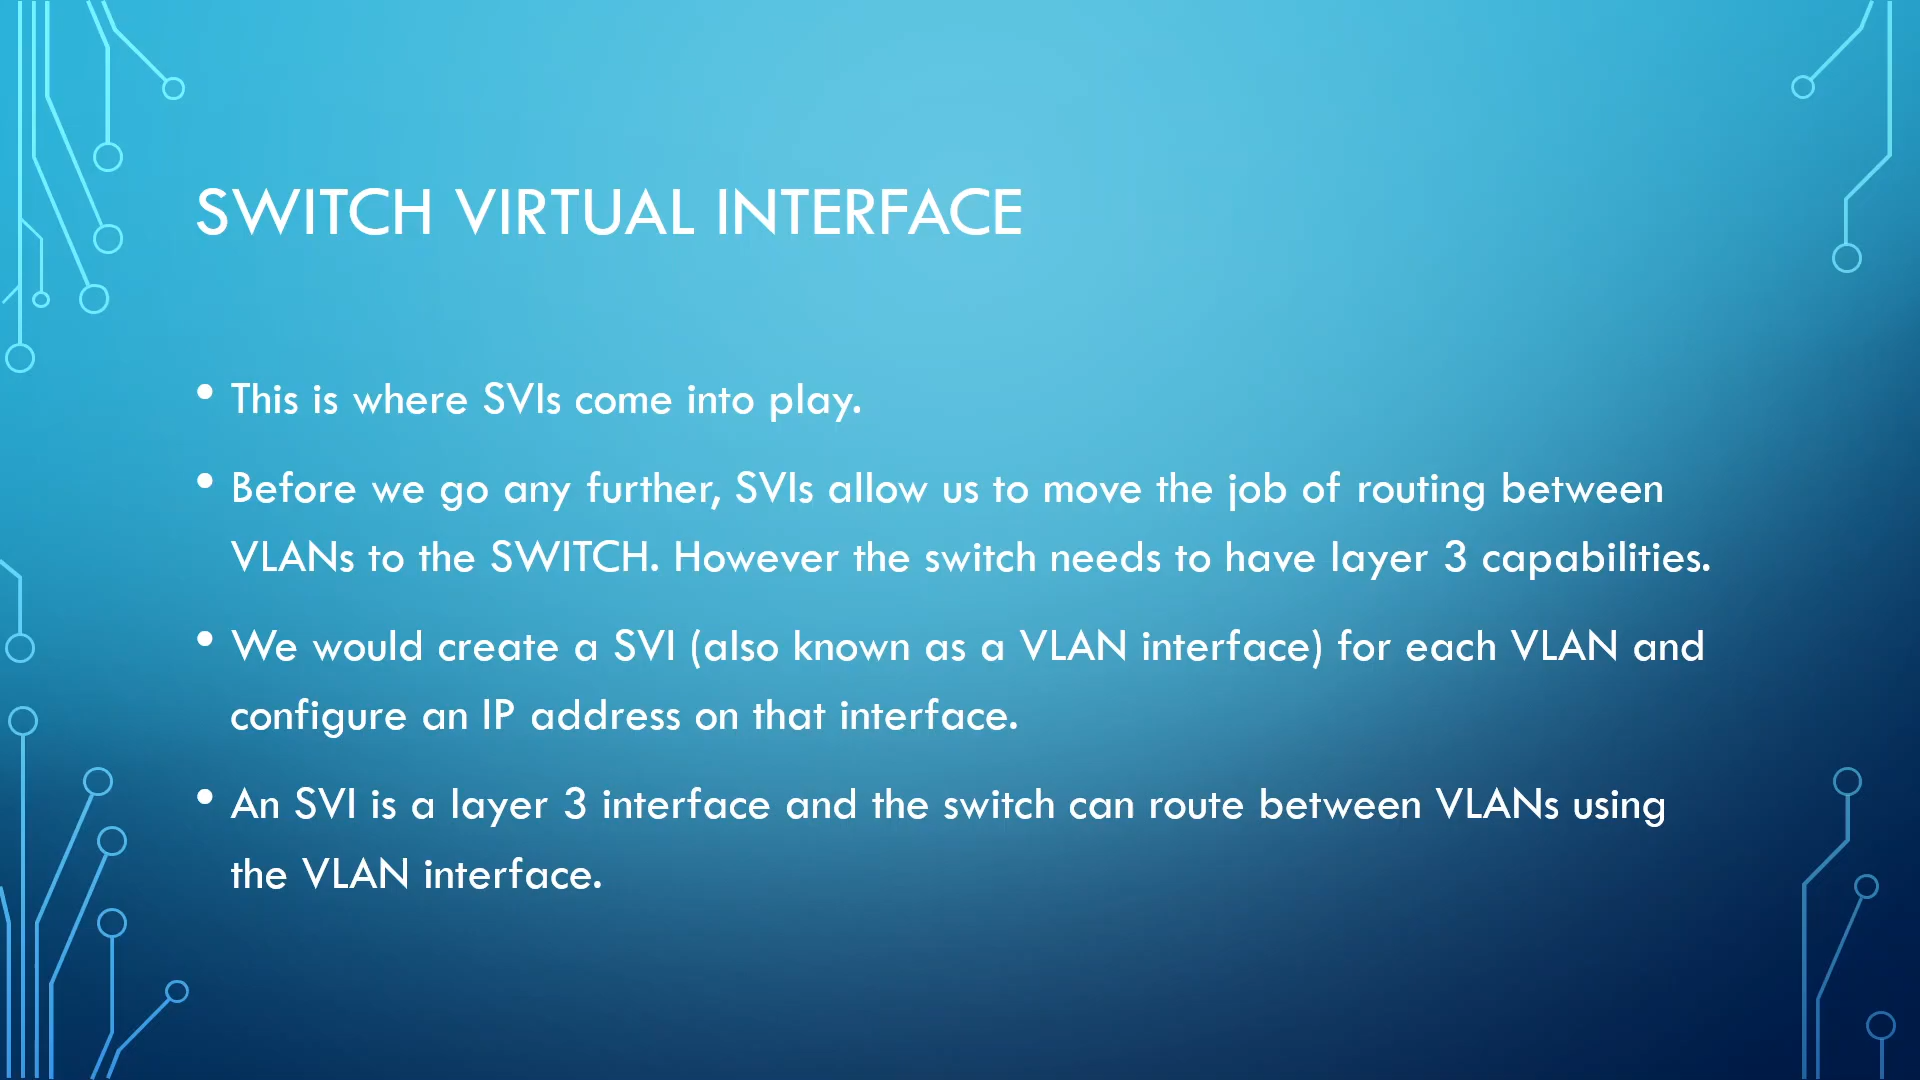 SWITCH VIRTUAL INTERFACE
• This is where SVIs come into play.
• Before we go any further, SVIs allow us to move the job of routing between
VLANs to the SWITCH. However the switch needs to have layer 3 capabilities.
• We would create a SVI (also known as a VLAN interface) for each VLAN and
configure an IP address on that interface.
• An SVI is a layer 3 interface and the switch can route between VLANs using
the VLAN interface.